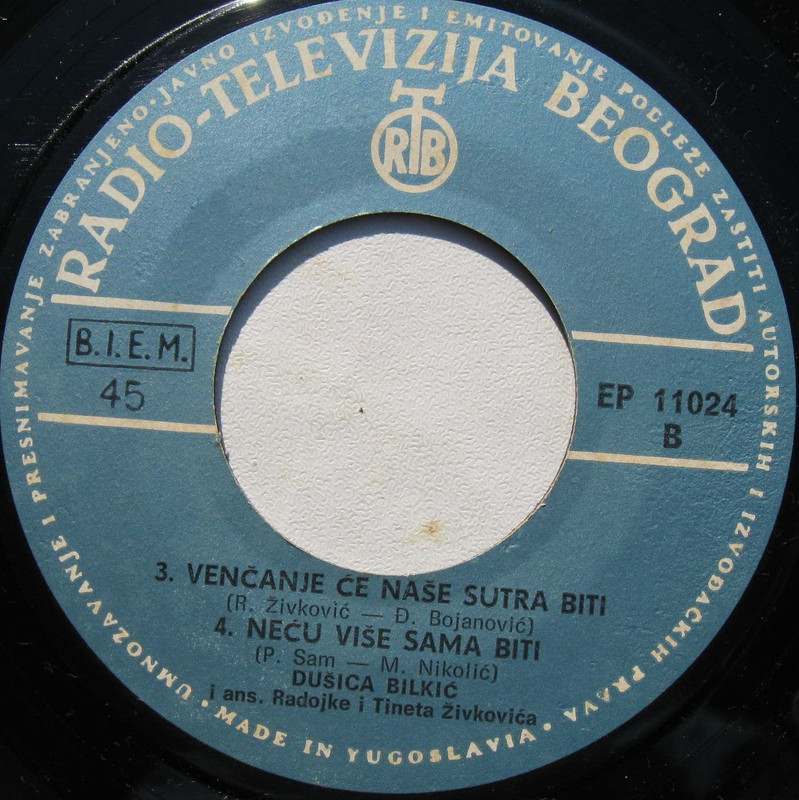 UMNOŽAVANJE I PRESNIMAVANJE ZABRANJENO · JAVNO IZVOĐENJE I EMITOVANJE PODLEŽE ZAŠTITI AUTORSKIH I IZVOĐAČKIH PRAVA
RADIO-TELEVIZIJA BEOGRAD
RTB
B.I.E.M.
45
EP 11024
B
3. VENČANJE ĆE NAŠE SUTRA BITI
(R. Živković — Đ. Bojanović)
4. NEĆU VIŠE SAMA BITI
(P. Sam — M. Nikolić)
DUŠICA BILKIĆ
i ans. Radojke i Tineta Živkovića
· MADE IN YUGOSLAVIA ·